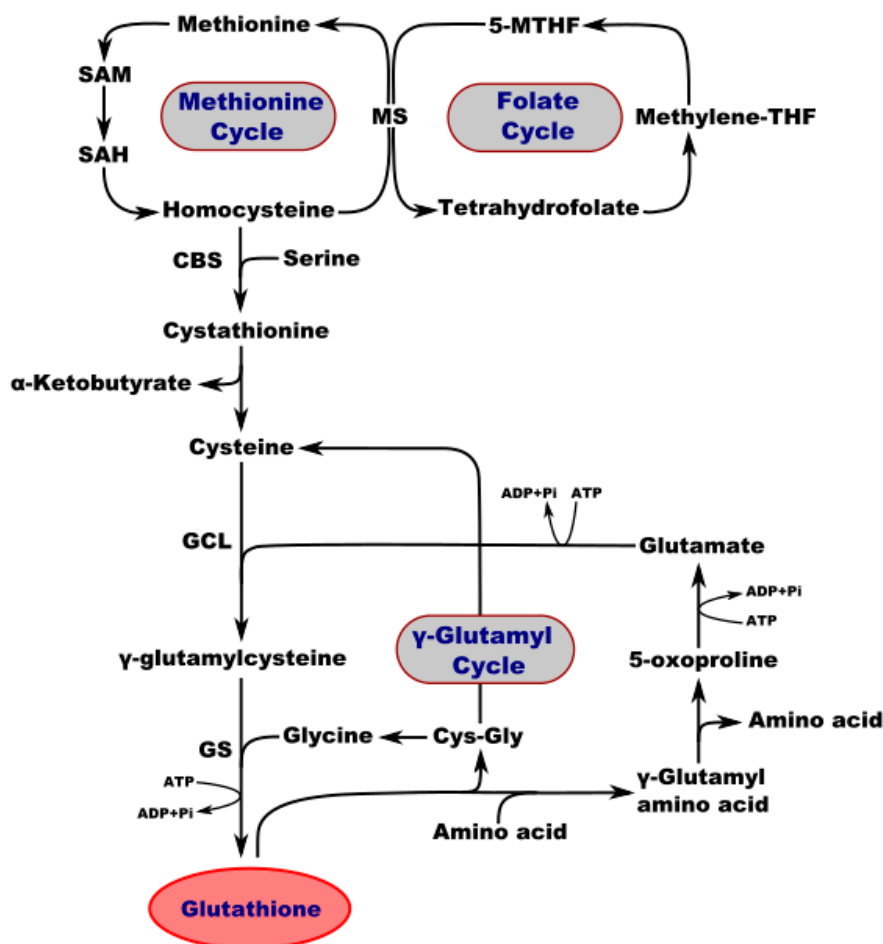 Methionine
5-MTHF
SAM
Methionine
Cycle
MS
Folate
Cycle
Methylene-THF
SAH
Homocysteine
Tetrahydrofolate
CBS
Serine
Cystathionine
α-Ketobutyrate
Cysteine
ADP+Pi
ATP
GCL
Glutamate
ADP+Pi
ATP
γ-Glutamyl
Cycle
γ-glutamylcysteine
5-oxoproline
Amino acid
GS
Glycine
Cys-Gly
ATP
ADP+Pi
γ-Glutamyl
amino acid
Amino acid
Glutathione